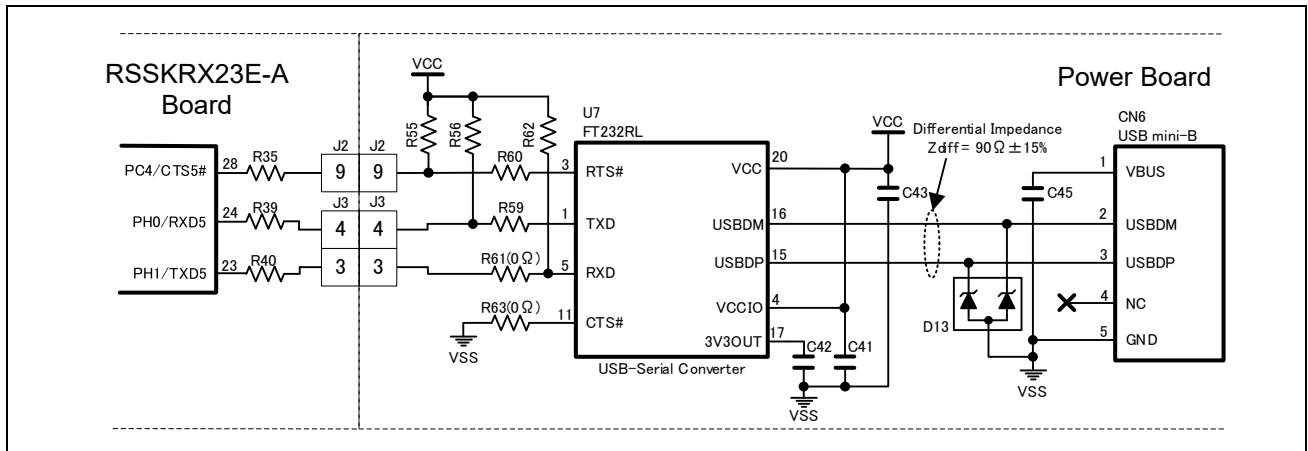 RSSKRX23E-A
Board
Power Board
VCC
R55
R56
R62
U7
FT232RL
VCC
Differential Impedance
Zdiff= 90Ω±15%
CN6
USB mini-B
PC4/CTS5#
28
R35
J2
J2
9
9
R60
3
RTS#
VCC
20
C43
C45
1
VBUS
PH0/RXD5
24
R39
J3
J3
4
4
R59
1
TXD
USBDM
16
2
USBDM
PH1/TXD5
23
R40
3
3
R61(0Ω)
5
RXD
USBDP
15
3
USBDP
VSS
R63(0Ω)
11
CTS#
VCCIO
4
D13
4
NC
3V3OUT
17
C42
C41
5
GND
USB-Serial Converter
VSS
VSS